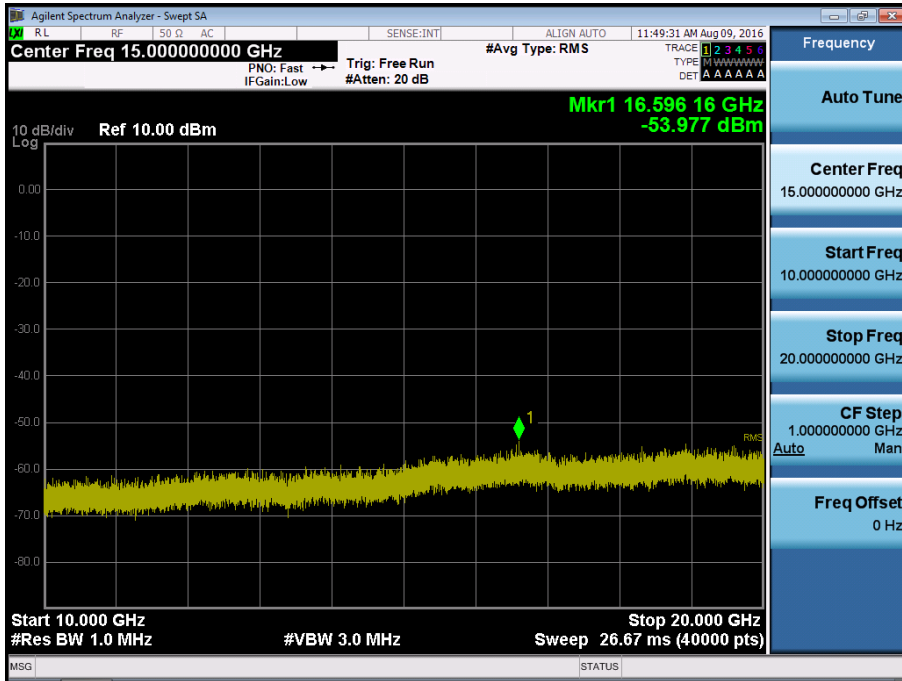 Agilent Spectrum Analyzer - Swept SA
LXI RL RF 50 Ω AC SENSE:INT ALIGN AUTO 11:49:31 AM Aug 09, 2016
Center Freq 15.000000000 GHz
PNO: Fast
IFGain:Low
Trig: Free Run
#Atten: 20 dB
#Avg Type: RMS
TRACE 1 2 3 4 5 6
TYPE M WWWWW
DET A A A A A A
Mkr1 16.596 16 GHz
-53.977 dBm
10 dB/div Ref 10.00 dBm
Log
0.00
-10.0
-20.0
-30.0
-40.0
-50.0
-60.0
-70.0
-80.0
1
RMS
Start 10.000 GHz Stop 20.000 GHz
#Res BW 1.0 MHz #VBW 3.0 MHz Sweep 26.67 ms (40000 pts)
MSG STATUS
Frequency
Auto Tune
Center Freq
15.000000000 GHz
Start Freq
10.000000000 GHz
Stop Freq
20.000000000 GHz
CF Step
1.000000000 GHz
Auto Man
Freq Offset
0 Hz